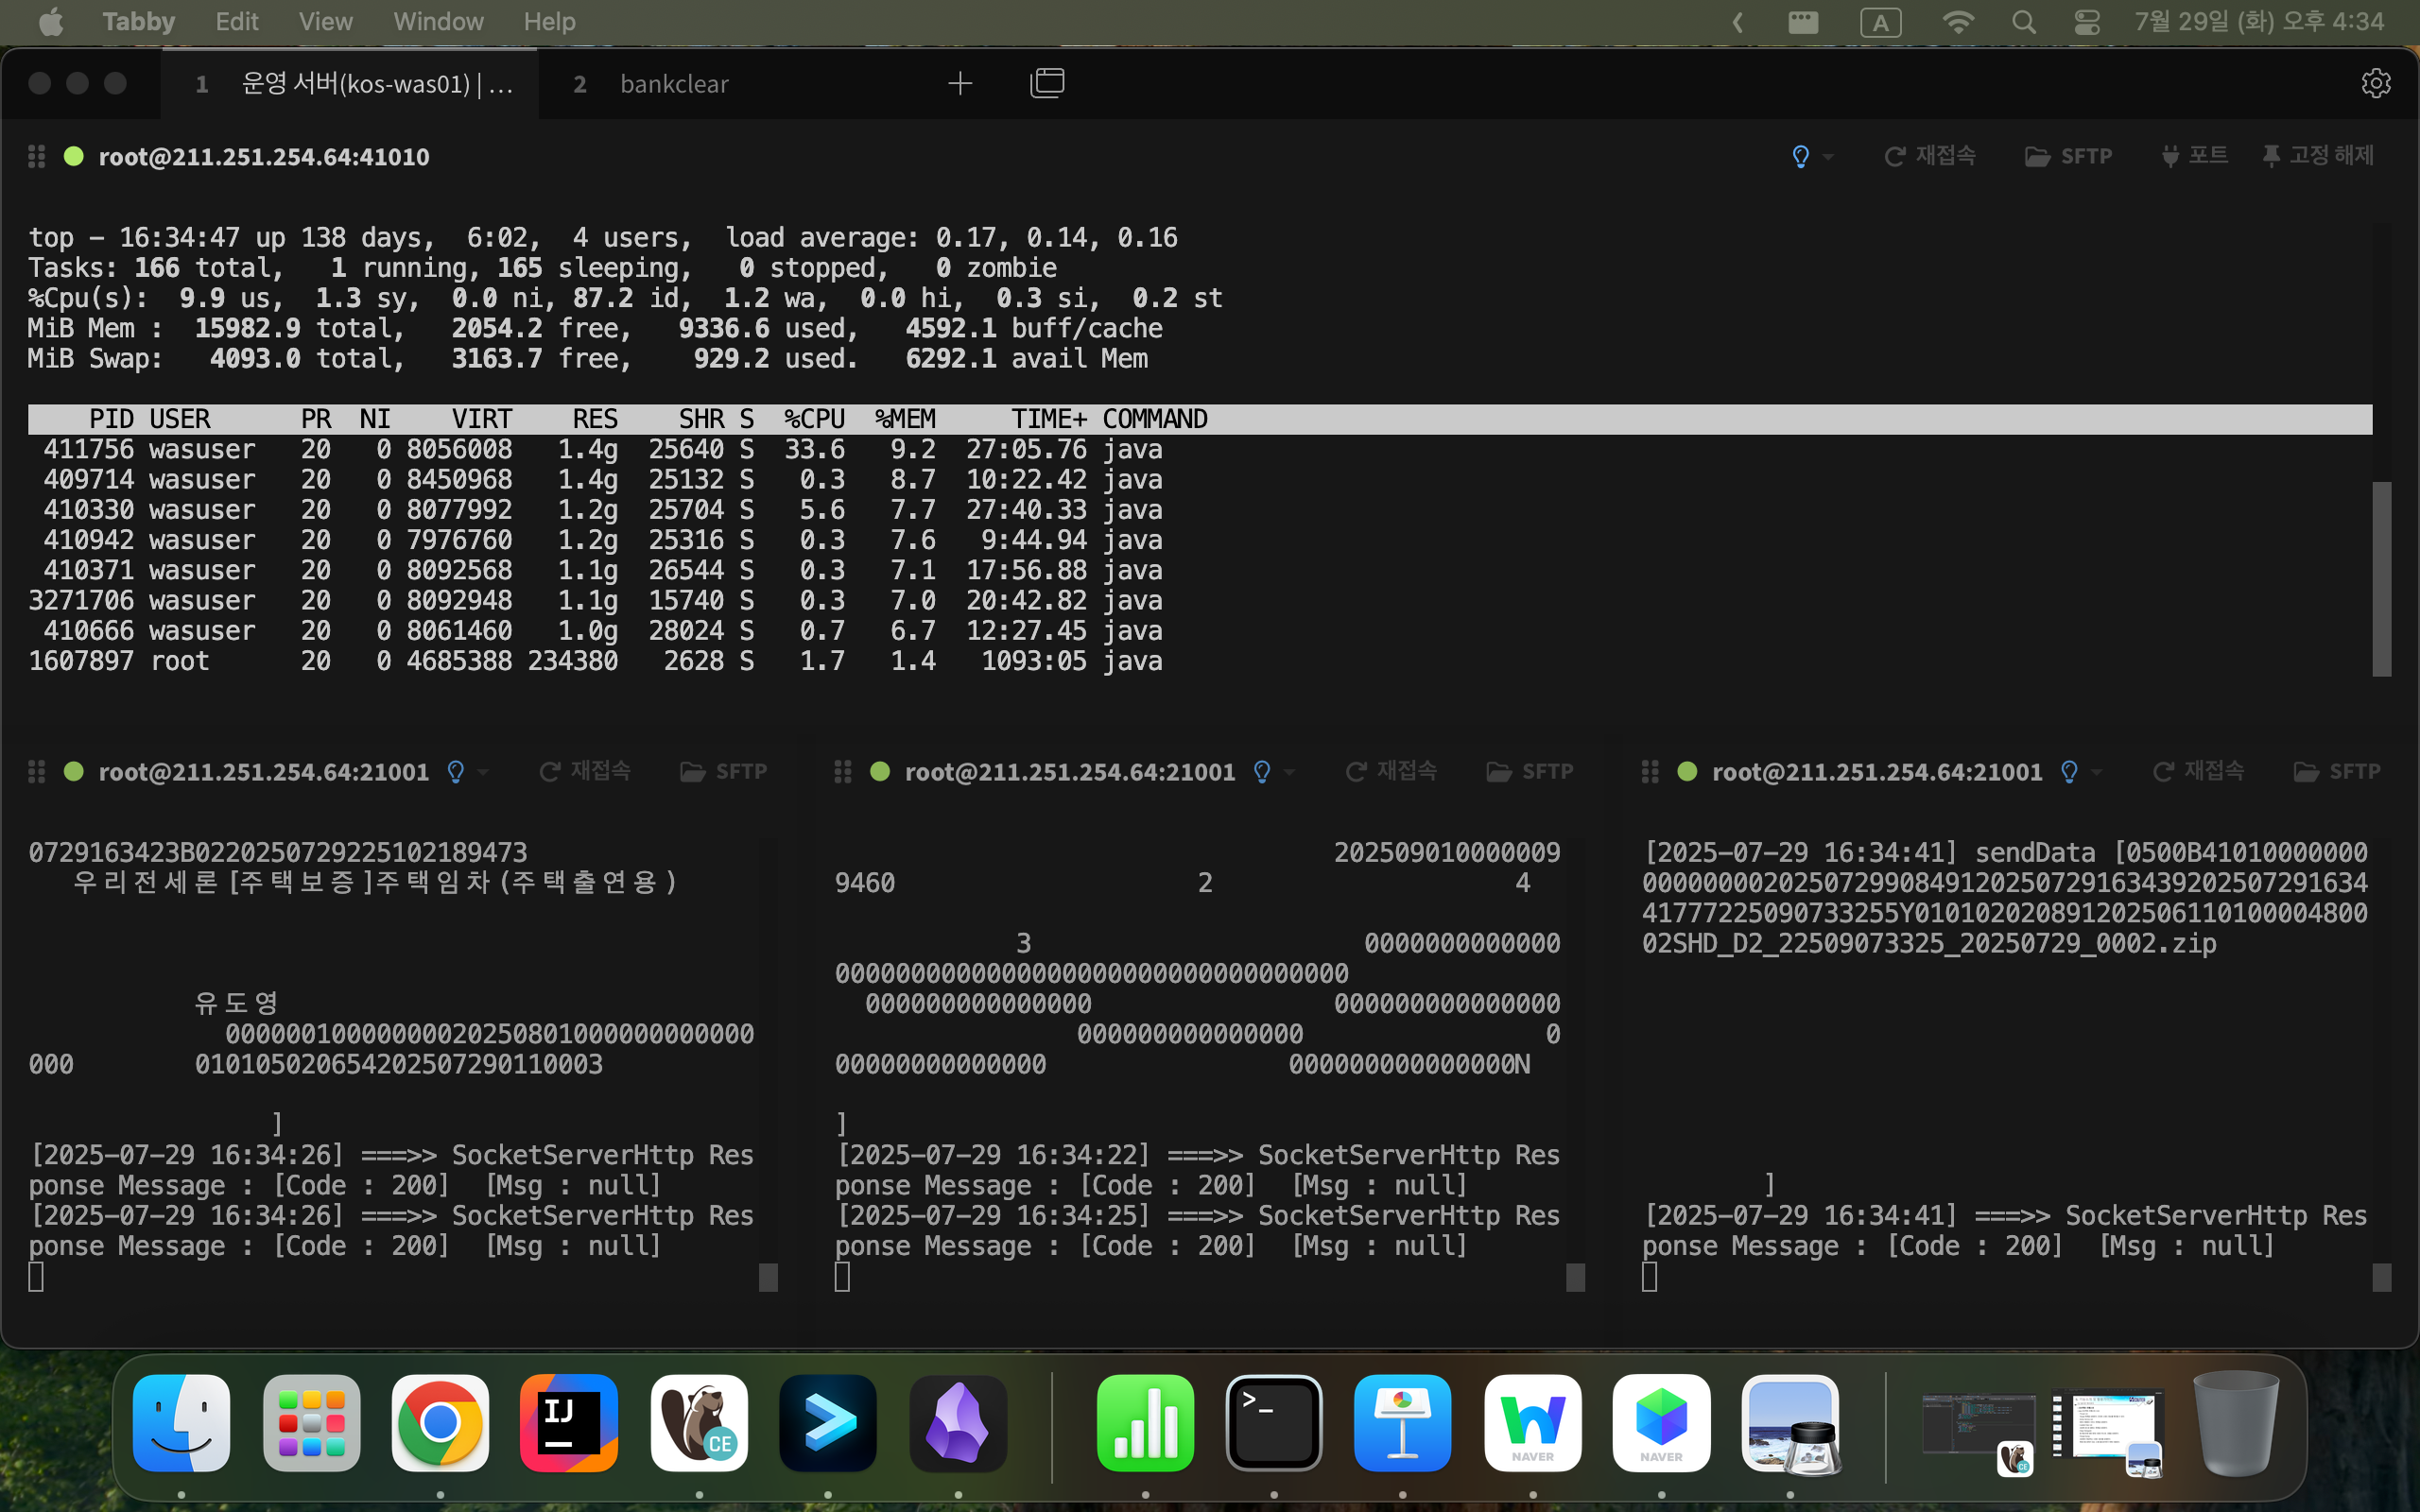 Tabby Edit View Window Help A 7월 29일 (화) 오후 4:34
1 운영 서버(kos-was01) | … 2 bankclear
root@211.251.254.64:41010 재접속 SFTP 포트 고정 해제
top - 16:34:47 up 138 days,  6:02,  4 users,  load average: 0.17, 0.14, 0.16
Tasks: 166 total,   1 running, 165 sleeping,   0 stopped,   0 zombie
%Cpu(s):  9.9 us,  1.3 sy,  0.0 ni, 87.2 id,  1.2 wa,  0.0 hi,  0.3 si,  0.2 st
MiB Mem :  15982.9 total,   2054.2 free,   9336.6 used,   4592.1 buff/cache
MiB Swap:   4093.0 total,   3163.7 free,    929.2 used.   6292.1 avail Mem
PID USER PR NI VIRT RES SHR S %CPU %MEM TIME+ COMMAND
411756 wasuser 20 0 8056008 1.4g 25640 S 33.6 9.2 27:05.76 java
409714 wasuser 20 0 8450968 1.4g 25132 S 0.3 8.7 10:22.42 java
410330 wasuser 20 0 8077992 1.2g 25704 S 5.6 7.7 27:40.33 java
410942 wasuser 20 0 7976760 1.2g 25316 S 0.3 7.6 9:44.94 java
410371 wasuser 20 0 8092568 1.1g 26544 S 0.3 7.1 17:56.88 java
3271706 wasuser 20 0 8092948 1.1g 15740 S 0.3 7.0 20:42.82 java
410666 wasuser 20 0 8061460 1.0g 28024 S 0.7 6.7 12:27.45 java
1607897 root 20 0 4685388 234380 2628 S 1.7 1.4 1093:05 java
root@211.251.254.64:21001 재접속 SFTP
0729163423B0220250729225102189473
우리전세론[주택보증]주택임차(주택출연용)
유도영
00000010000000020250801000000000000
000 010105020654202507290110003
]
[2025-07-29 16:34:26] ===>> SocketServerHttp Res
ponse Message : [Code : 200]  [Msg : null]
[2025-07-29 16:34:26] ===>> SocketServerHttp Res
ponse Message : [Code : 200]  [Msg : null]
root@211.251.254.64:21001 재접속 SFTP
202509010000009
9460 2 4
3 0000000000000
0000000000000000000000000000000000
000000000000000 000000000000000
000000000000000 0
00000000000000 000000000000000N
]
[2025-07-29 16:34:22] ===>> SocketServerHttp Res
ponse Message : [Code : 200]  [Msg : null]
[2025-07-29 16:34:25] ===>> SocketServerHttp Res
ponse Message : [Code : 200]  [Msg : null]
root@211.251.254.64:21001 재접속 SFTP
[2025-07-29 16:34:41] sendData [0500B41010000000
0000000002025072990849120250729163439202507291634
41777225090733255Y0101020208912025061101000048000
02SHD_D2_22509073325_20250729_0002.zip
]
[2025-07-29 16:34:41] ===>> SocketServerHttp Res
ponse Message : [Code : 200]  [Msg : null]
IJ
CE
>_
NAVER
NAVER
CE